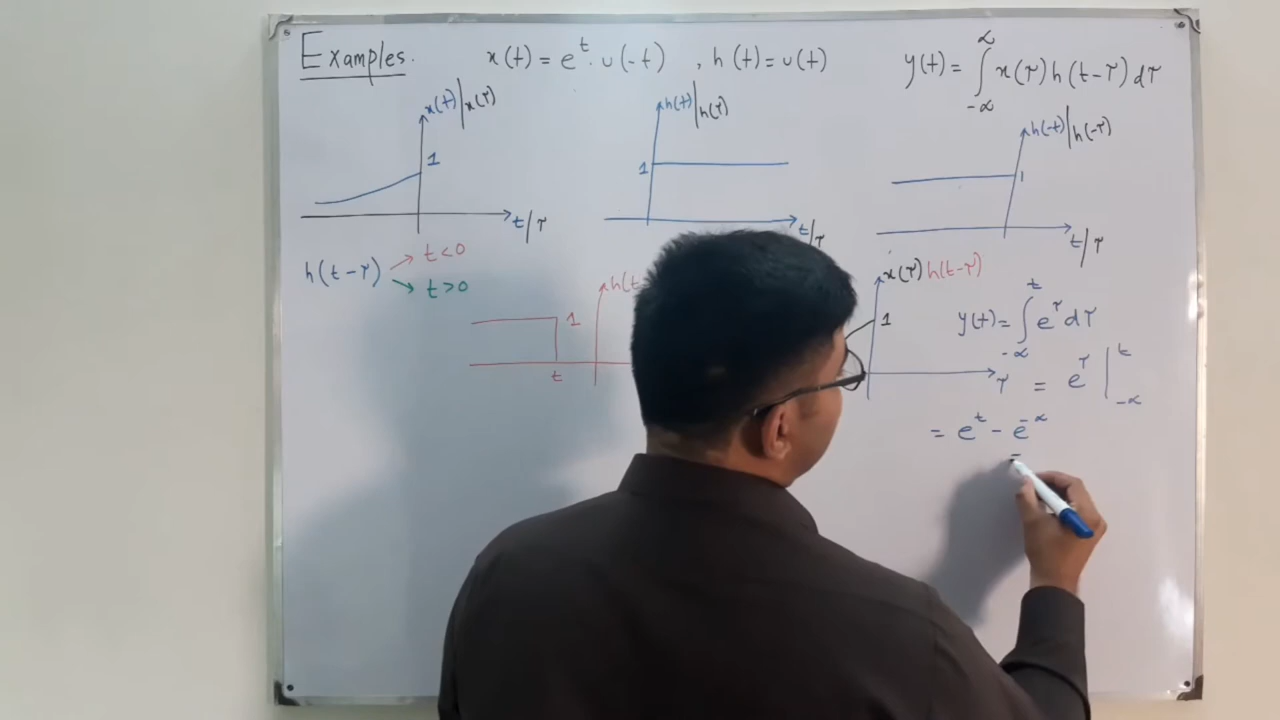 Examples. x(t) = e^t . u(-t) , h(t) = u(t) y(t) = ∫_{-∞}^{∞} x(τ) h(t-τ) dτ
x(t) | x(τ) h(t) | h(τ) h(-t) | h(-τ)
1 1 1
t/τ t/τ t/τ
h(t-τ) t<0
t>0
h(t x(τ) h(t-τ)
1 1 y(t) = ∫_{-∞}^{t} e^τ dτ
t τ = e^τ |_{-∞}^{t}
= e^t - e^{-∞}